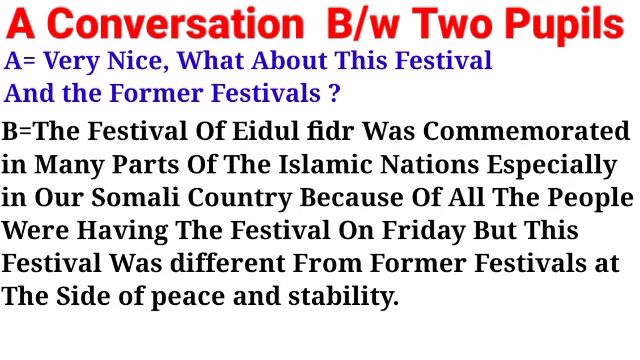 A Conversation B/w Two Pupils
A= Very Nice, What About This Festival
And the Former Festivals ?
B=The Festival Of Eidul fidr Was Commemorated
in Many Parts Of The Islamic Nations Especially
in Our Somali Country Because Of All The People
Were Having The Festival On Friday But This
Festival Was different From Former Festivals at
The Side of peace and stability.